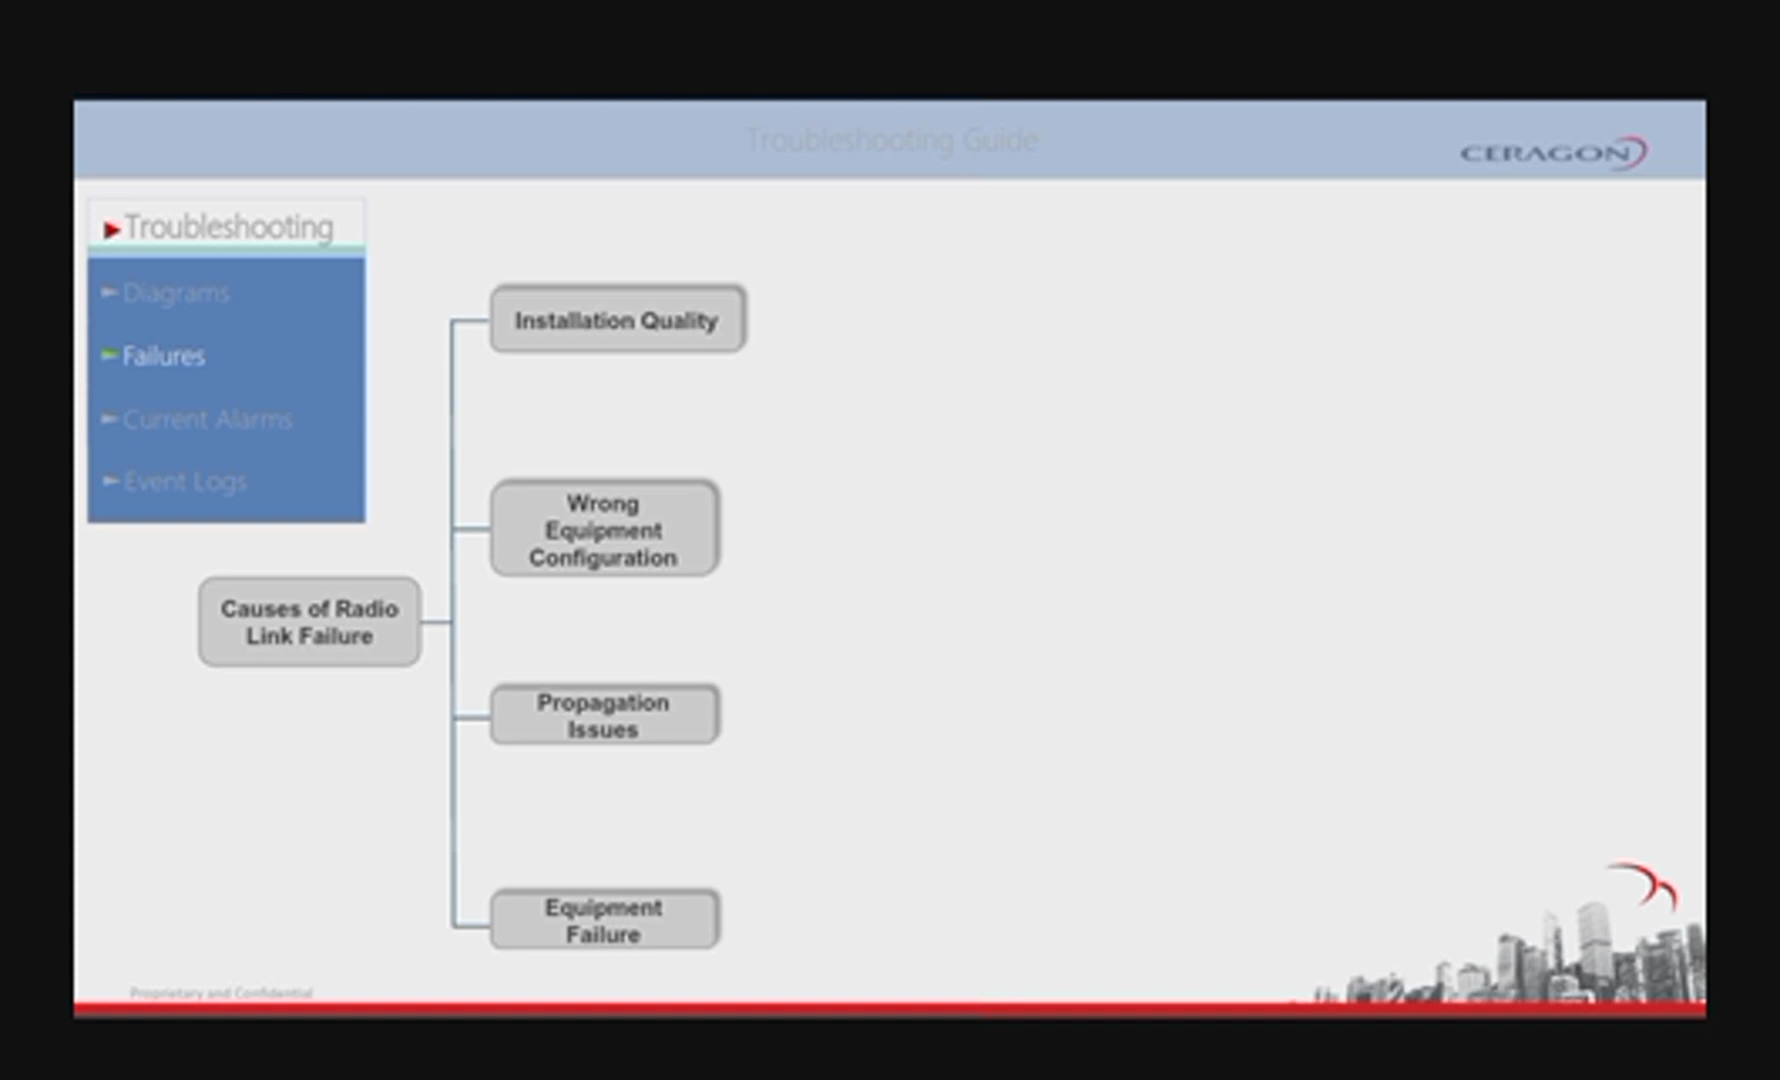 Troubleshooting Guide
CERAGON
Troubleshooting
Diagrams
Failures
Current Alarms
Event Logs
Causes of Radio
Link Failure
Installation Quality
Wrong
Equipment
Configuration
Propagation
Issues
Equipment
Failure
Proprietary and Confidential